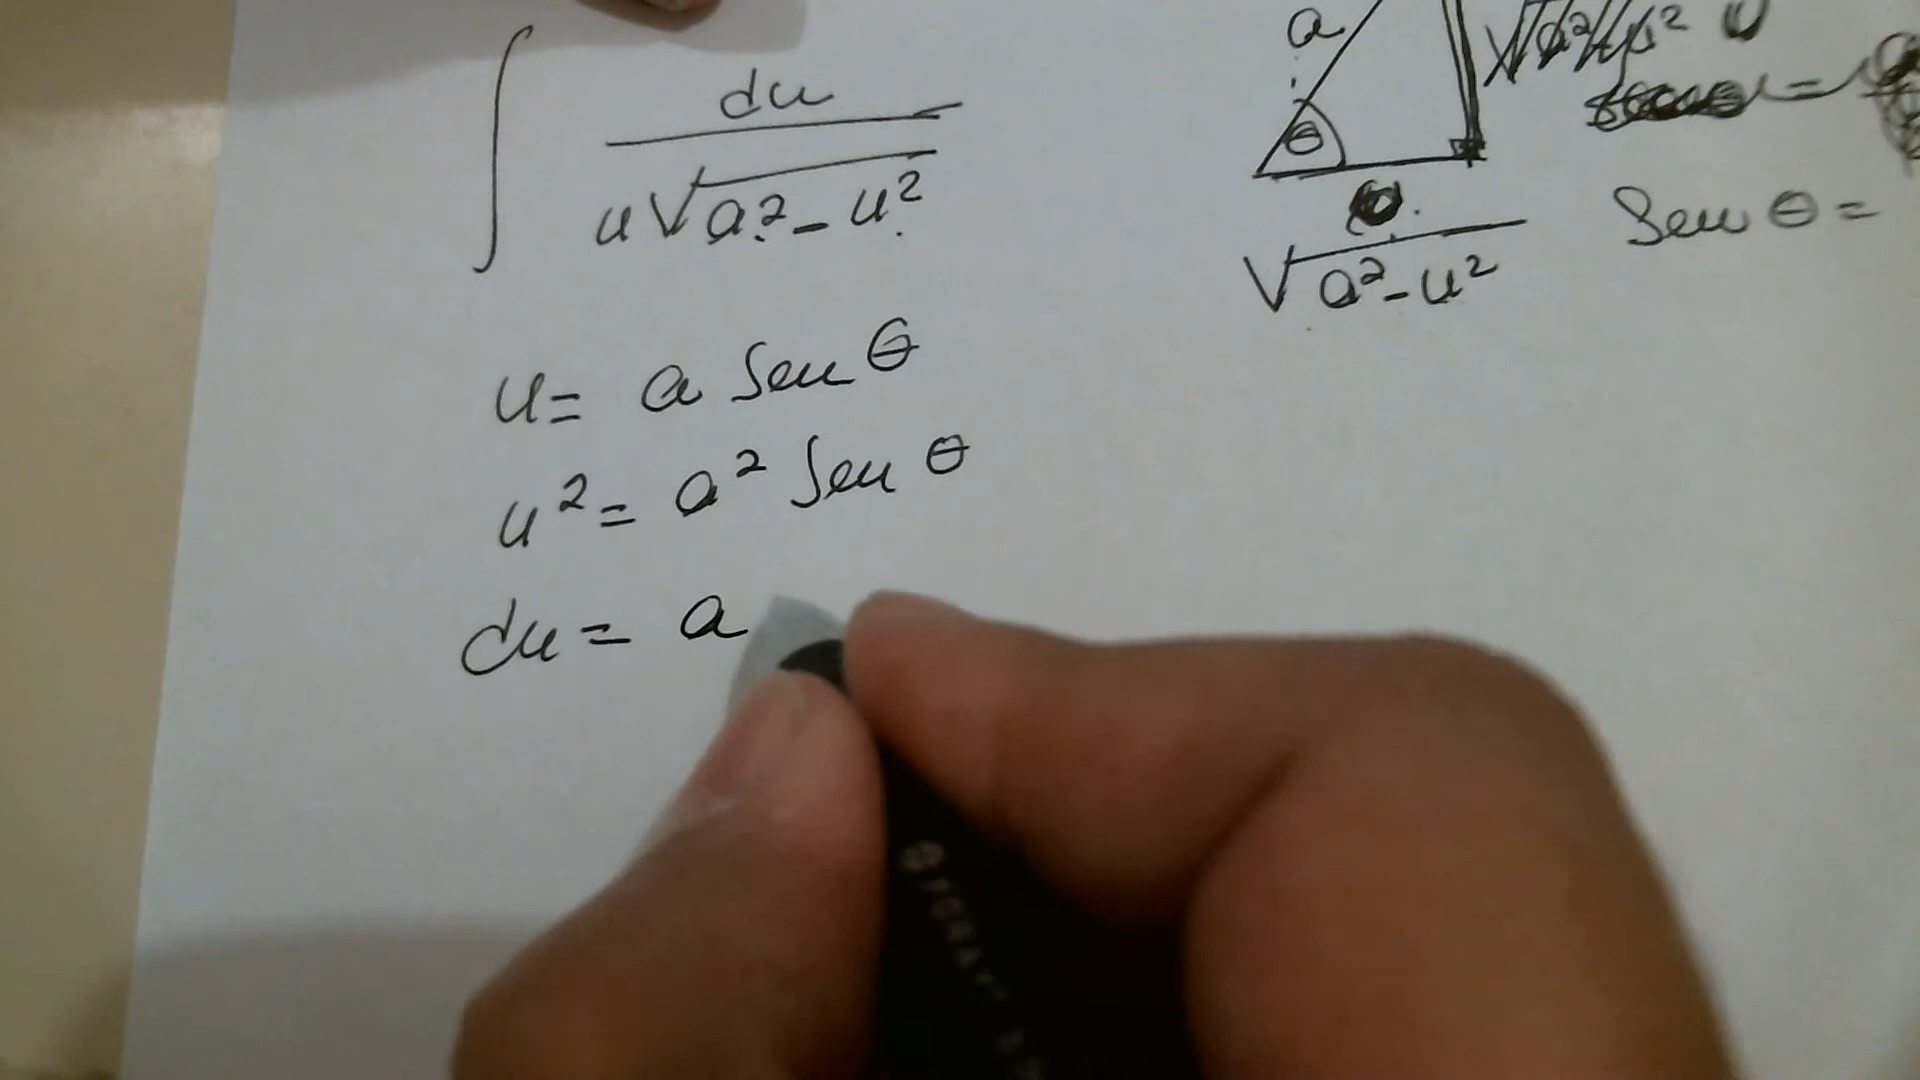 ∫ du / u√a² - u²
u = a Sen θ
u² = a² Sen θ
du = a
a
θ
√a² - u²
u
Sen θ =